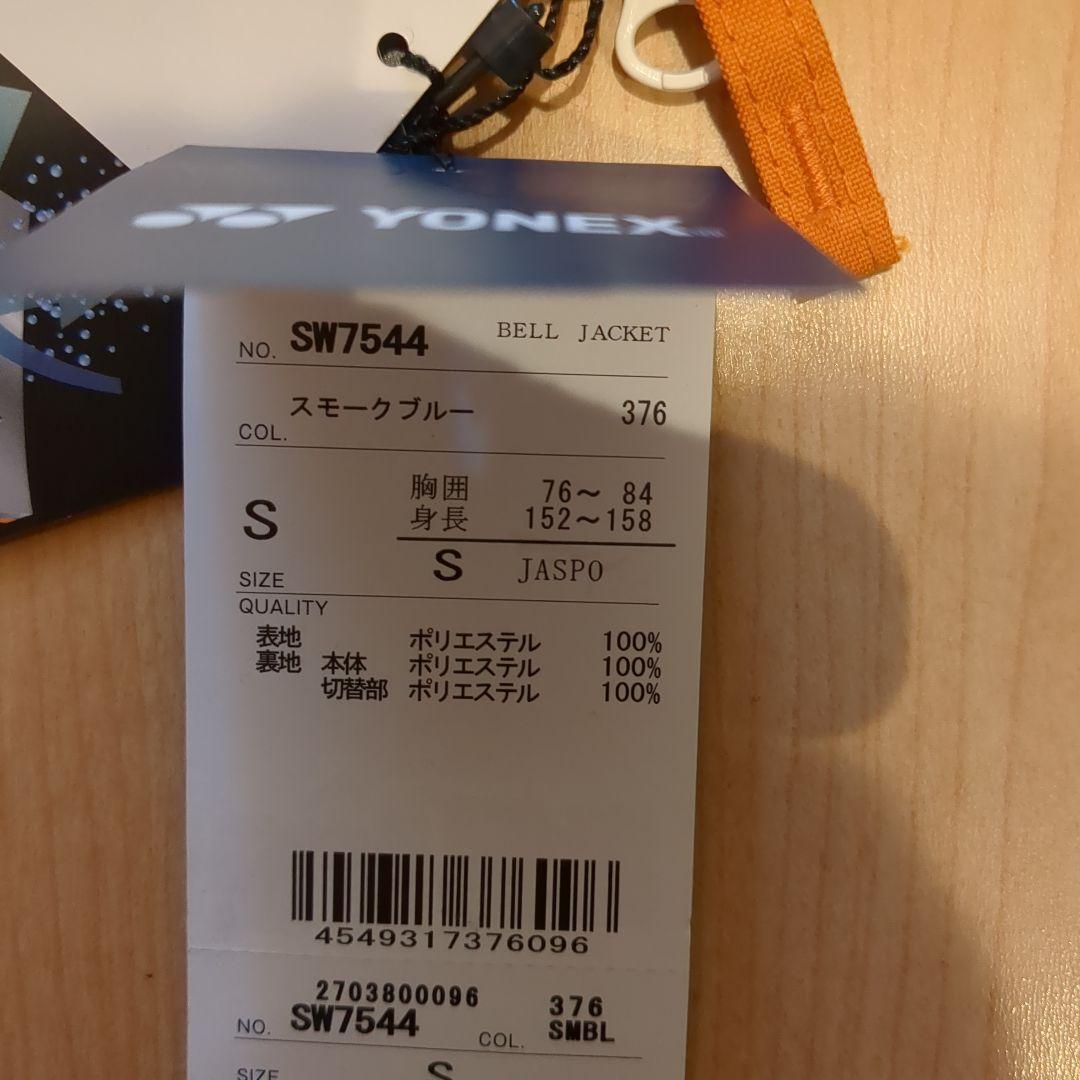 YONEX
NO. SW7544 BELL JACKET
COL. スモークブルー 376
胸囲 76～ 84
S 身長 152～158
SIZE S JASPO
QUALITY
表地 ポリエステル 100%
裏地 本体 ポリエステル 100%
切替部 ポリエステル 100%
4549317376096
2703800096 376
NO. SW7544 COL. SMBL
SIZE S